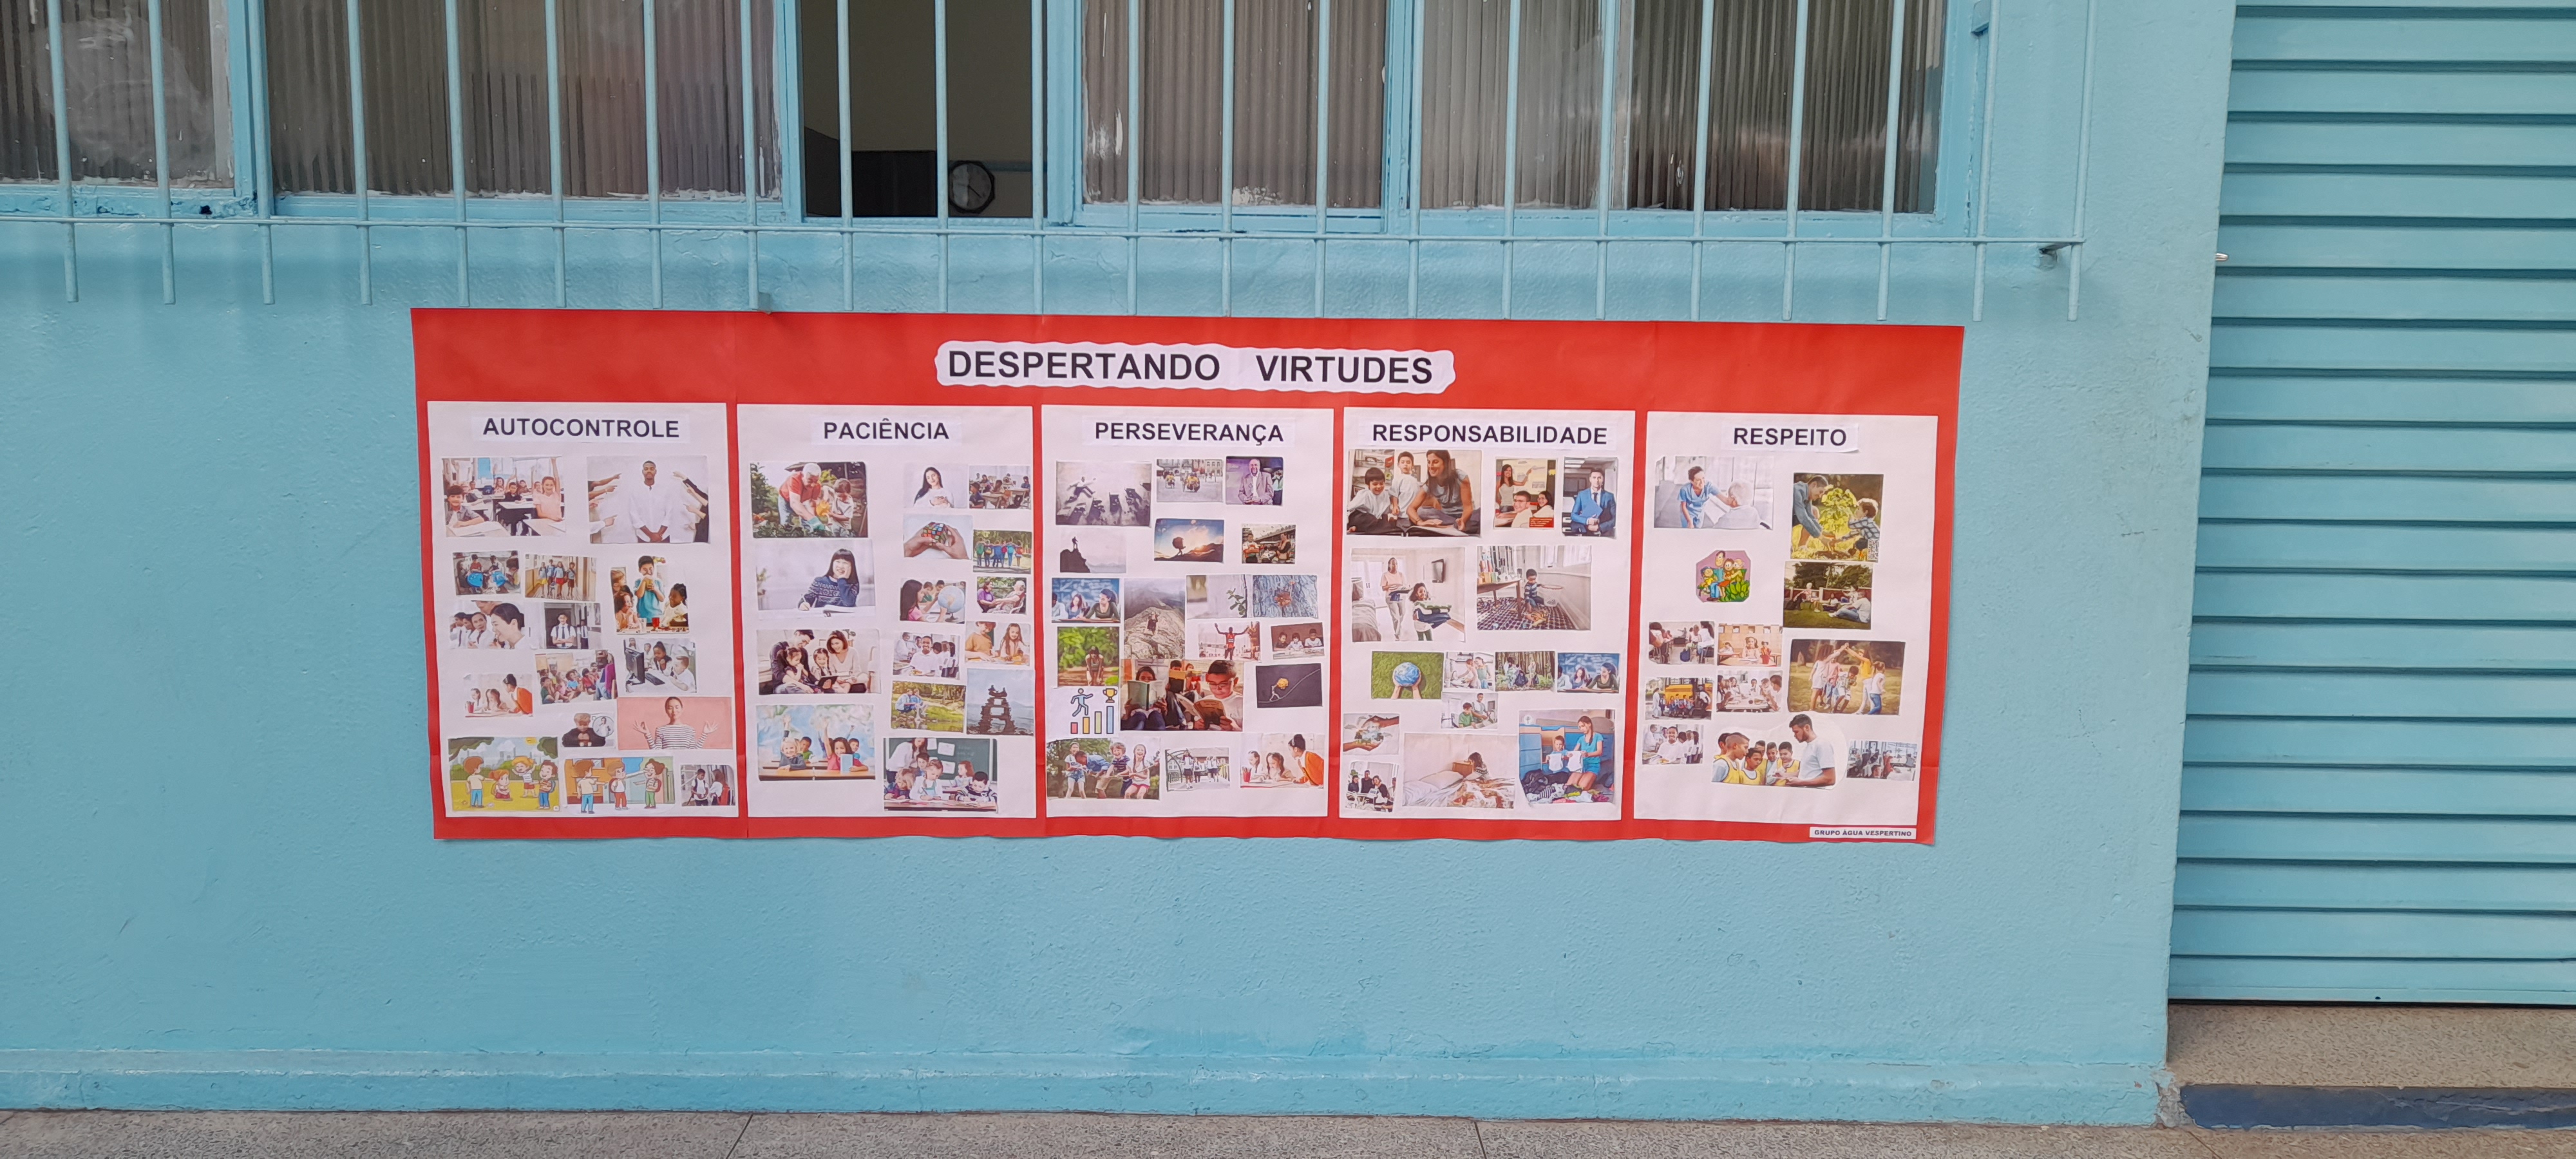 DESPERTANDO VIRTUDES
AUTOCONTROLE
PACIÊNCIA
PERSEVERANÇA
RESPONSABILIDADE
RESPEITO
GRUPO ÁGUA VESPERTINO